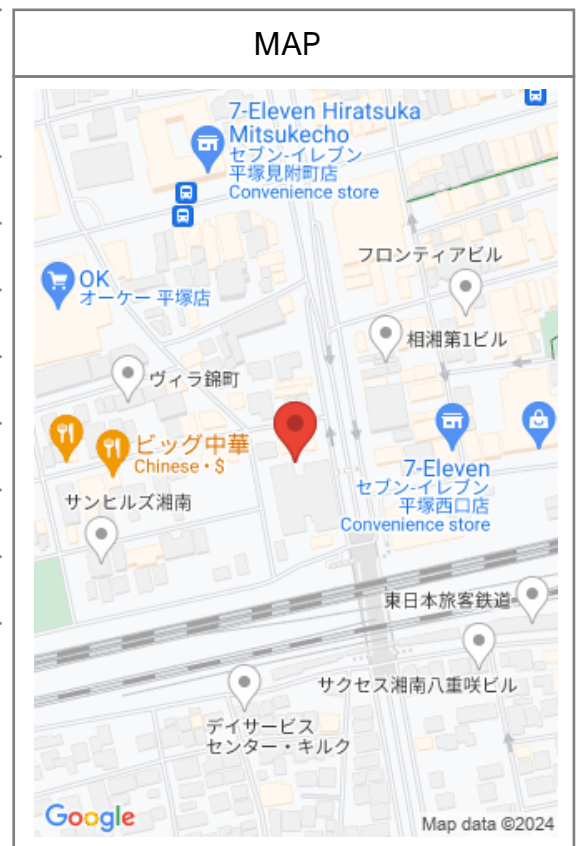 MAP
7-Eleven Hiratsuka
Mitsukecho
セブン-イレブン
平塚見附町店
Convenience store
フロンティアビル
OK
オーケー 平塚店
相湘第1ビル
ヴィラ錦町
ビッグ中華
Chinese・$
7-Eleven
セブン-イレブン
平塚西口店
Convenience store
サンヒルズ湘南
東日本旅客鉄道
サクセス湘南八重咲ビル
デイサービス
センター・キルク
Google
Map data ©2024